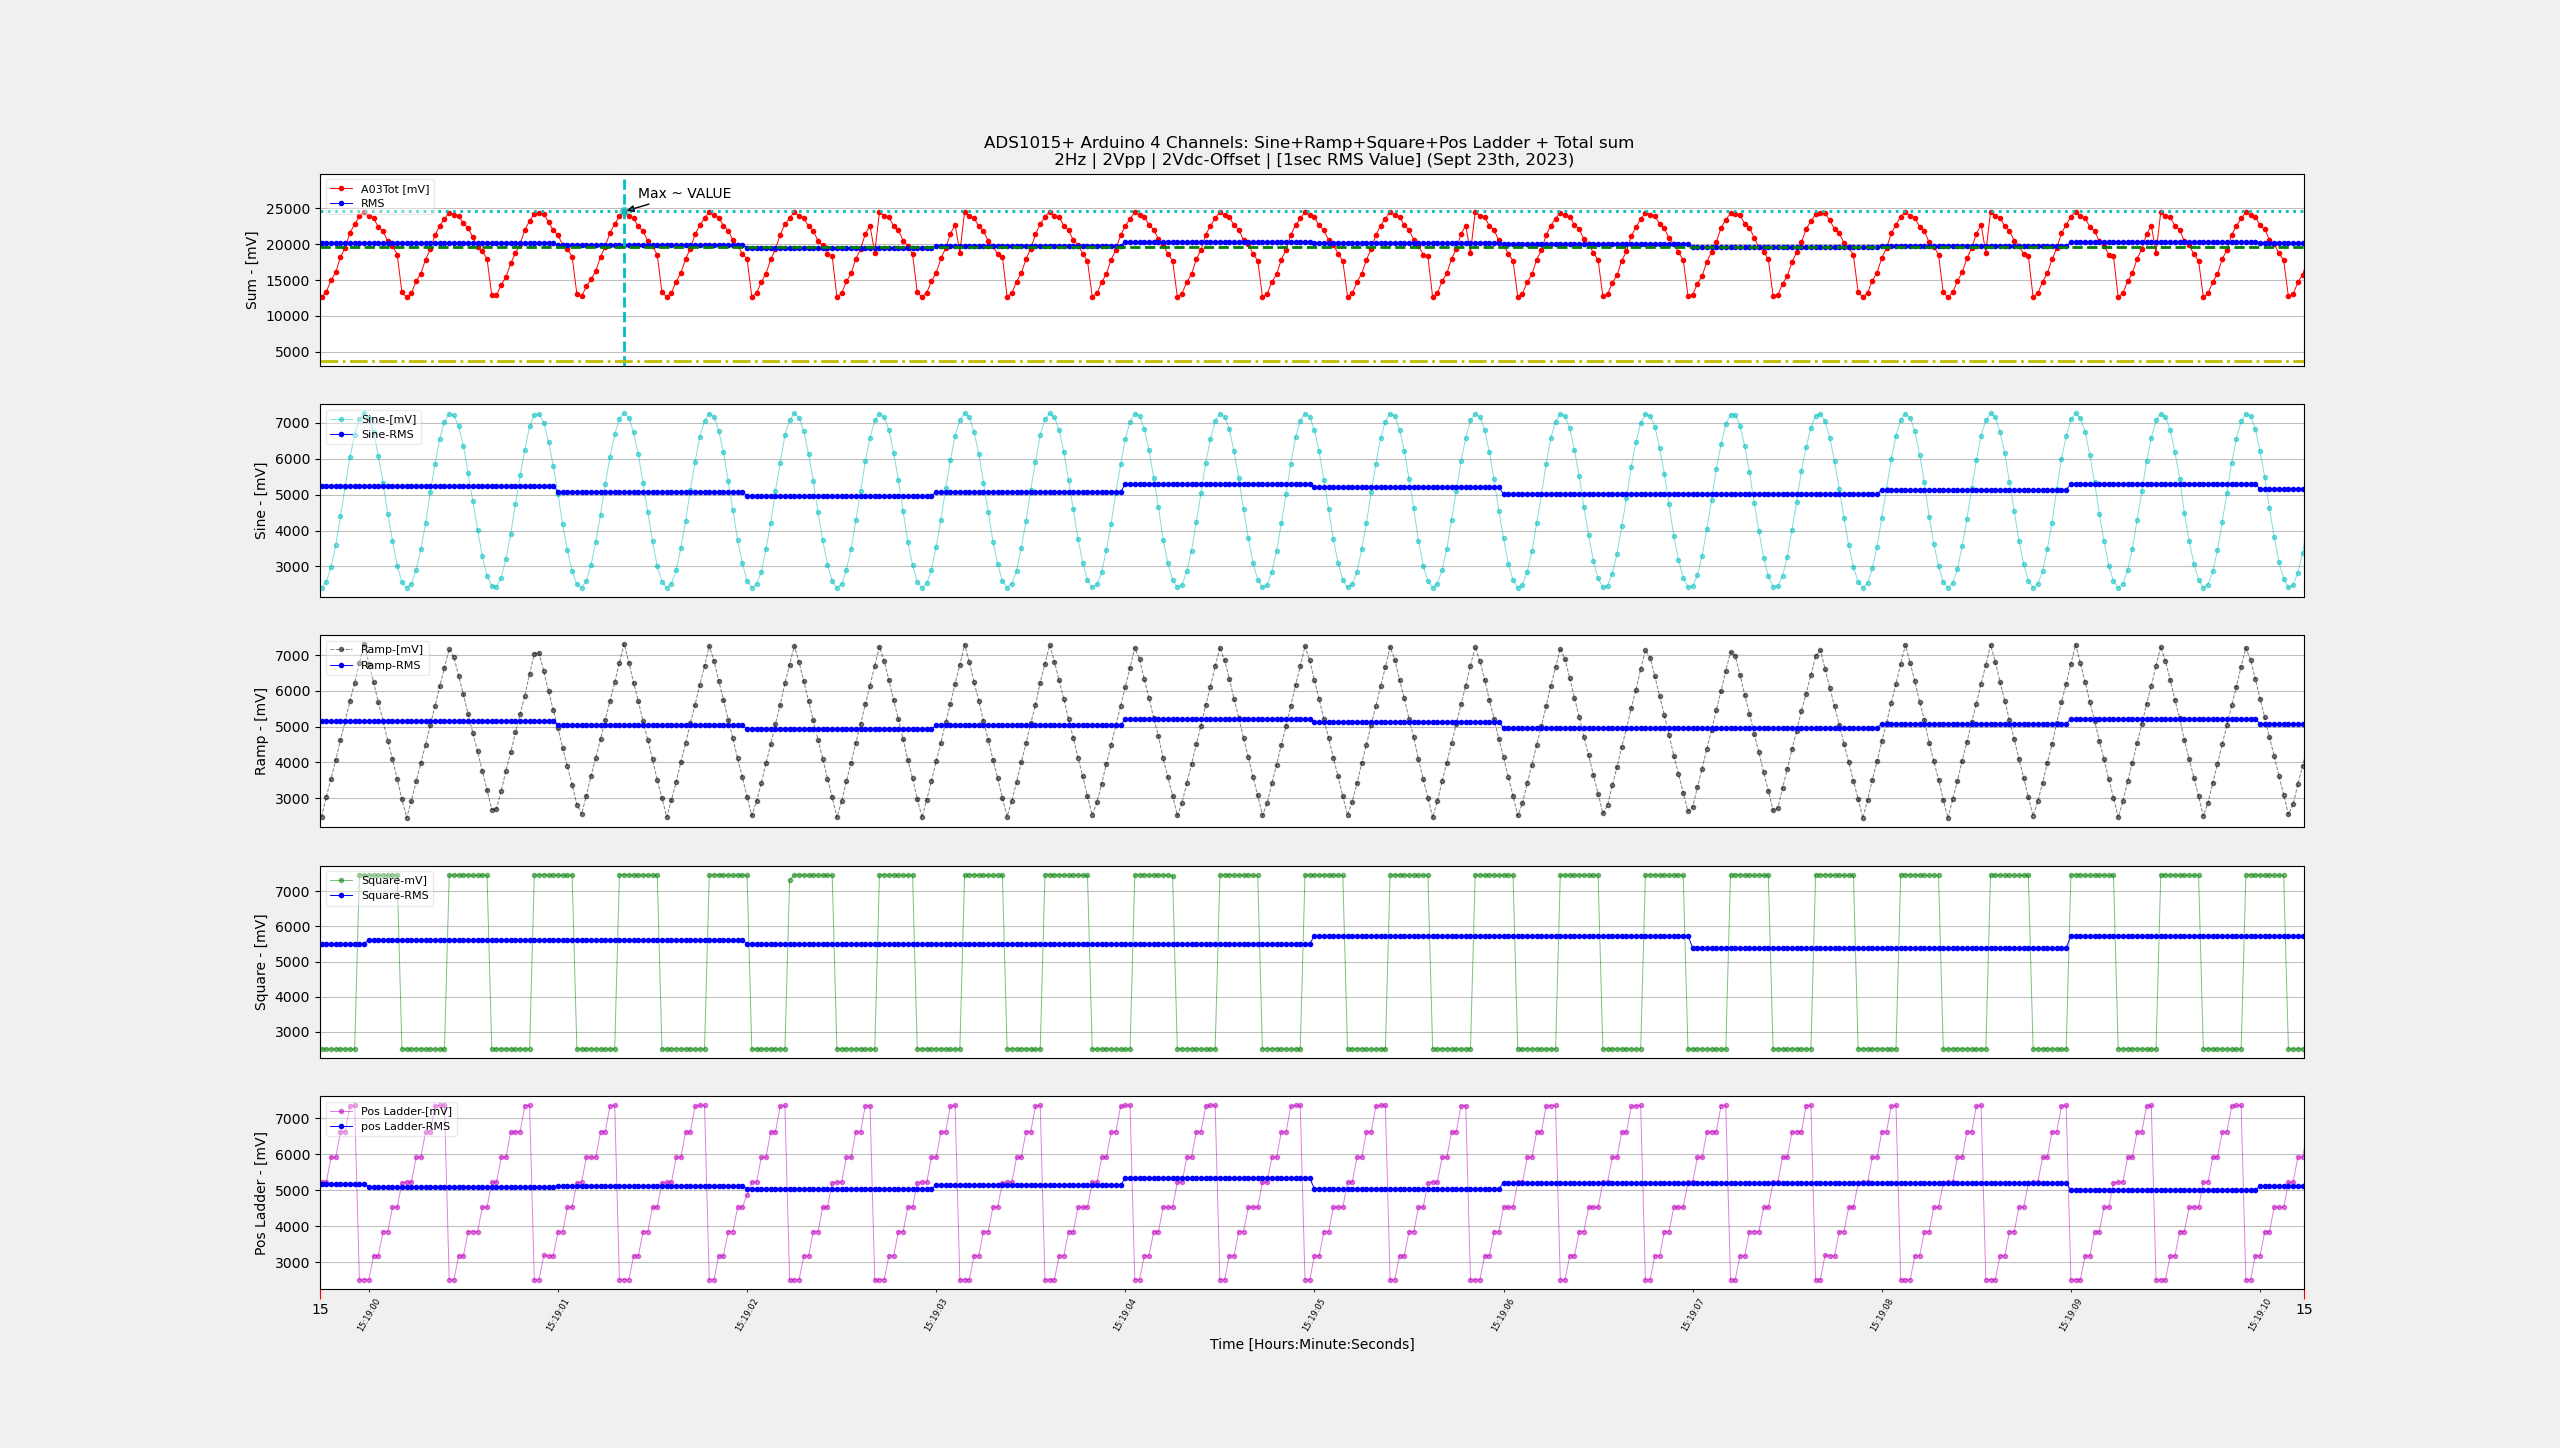 ADS1015+ Arduino 4 Channels: Sine+Ramp+Square+Pos Ladder + Total sum
2Hz | 2Vpp | 2Vdc-Offset | [1sec RMS Value] (Sept 23th, 2023)
A03Tot [mV]
RMS
Max ~ VALUE
Sum - [mV]
25000
20000
15000
10000
5000
Sine-[mV]
Sine-RMS
Sine - [mV]
7000
6000
5000
4000
3000
Ramp-[mV]
Ramp-RMS
Ramp - [mV]
7000
6000
5000
4000
3000
Square-mV]
Square-RMS
Square - [mV]
7000
6000
5000
4000
3000
Pos Ladder-[mV]
pos Ladder-RMS
Pos Ladder - [mV]
7000
6000
5000
4000
3000
15
15:19:00
15:19:01
15:19:02
15:19:03
15:19:04
15:19:05
15:19:06
15:19:07
15:19:08
15:19:09
15:19:10
15
Time [Hours:Minute:Seconds]